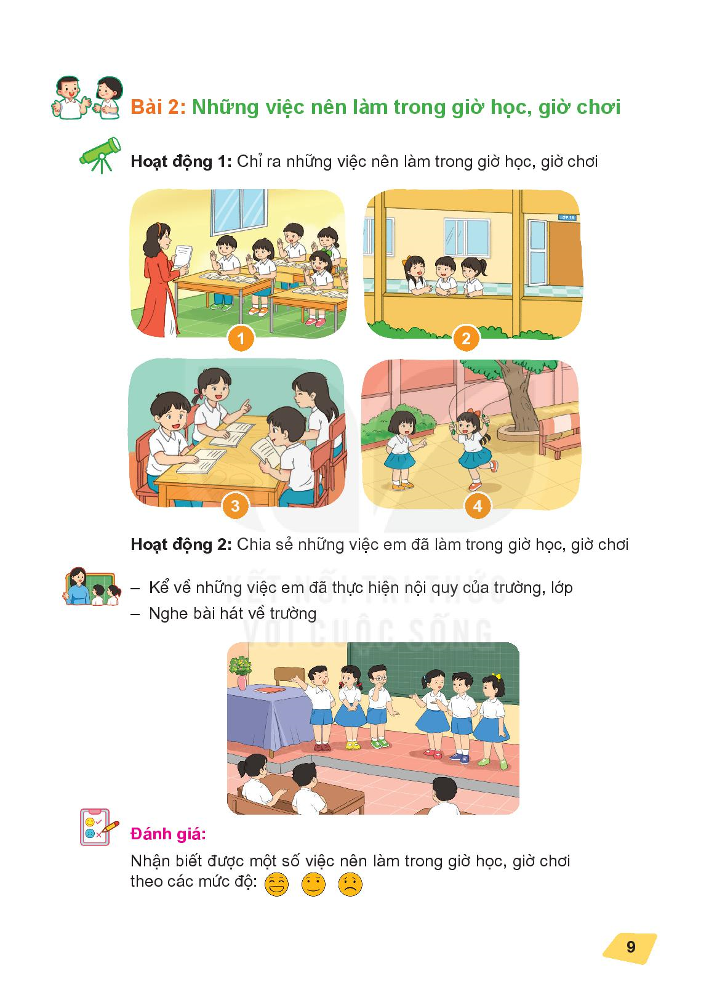 Bài 2: Những việc nên làm trong giờ học, giờ chơi
Hoạt động 1: Chỉ ra những việc nên làm trong giờ học, giờ chơi
LỚP 1A
1
2
3
4
Hoạt động 2: Chia sẻ những việc em đã làm trong giờ học, giờ chơi
– Kể về những việc em đã thực hiện nội quy của trường, lớp
– Nghe bài hát về trường
KẾT NỐI TRI THỨC
VỚI CUỘC SỐNG
Đánh giá:
Nhận biết được một số việc nên làm trong giờ học, giờ chơi
theo các mức độ:
9